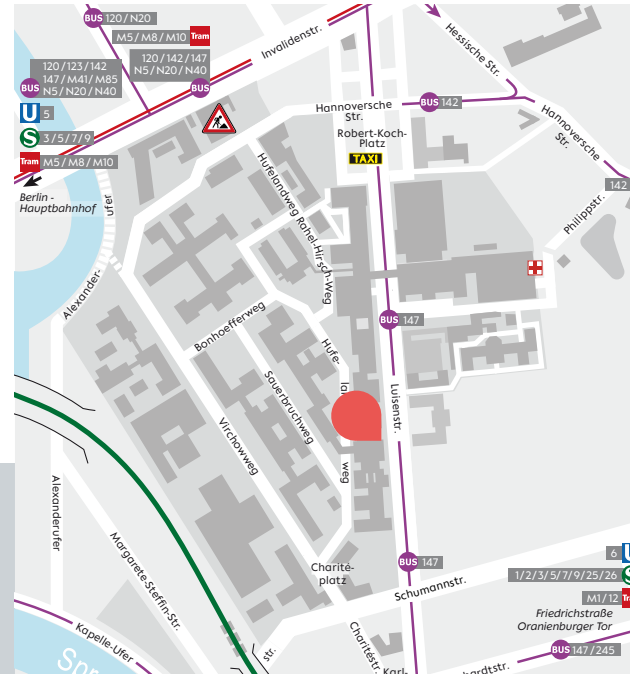 BUS 120 / N20
M5 / M8 / M10 Tram
120 / 123 / 142
147 / M41 / M85
N5 / N20 / N40
BUS
120 / 142 / 147
N5 / N20 / N40
BUS
U 5
S 3 / 5 / 7 / 9
Tram M5 / M8 / M10
Berlin -
Hauptbahnhof
Invalidenstr.
Hessische Str.
Hannoversche
Str.
BUS 142
Hannoversche
Str.
Robert-Koch-
Platz
TAXI
142
Philippstr.
Alexander-
ufer
Hufelandweg
Rahel-Hirsch-Weg
Bonhoefferweg
BUS 147
Hufe-
weg
Sauerbruchweg
Luisenstr.
Virchowweg
Alexanderufer
Margarete-Steffin-Str.
Charité-
platz
BUS 147
Schumannstr.
6 U
1/2/3/5/7/9/25/26 S
M1 / 12
Friedrichstraße
Oranienburger Tor
BUS 147 / 245
Kapelle-Ufer
str.
Charitéstr.
Karl-